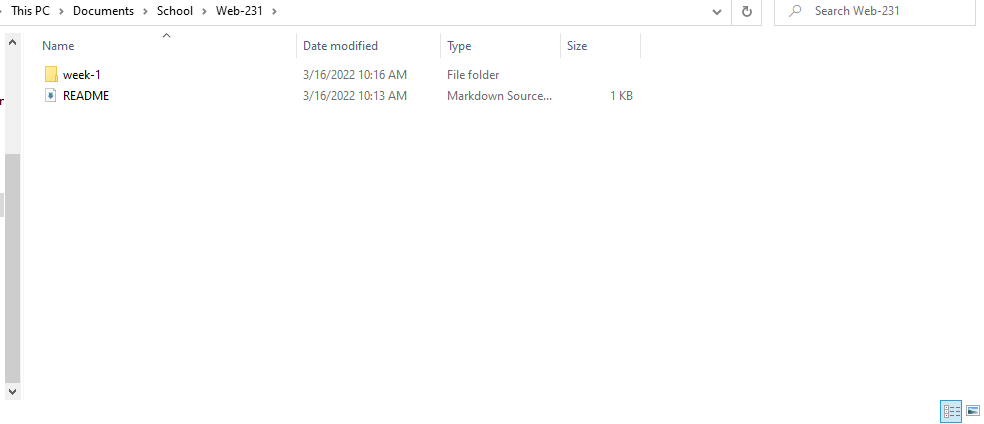 This PC > Documents > School > Web-231 >
Search Web-231
Name Date modified Type Size
week-1 3/16/2022 10:16 AM File folder
README 3/16/2022 10:13 AM Markdown Source... 1 KB